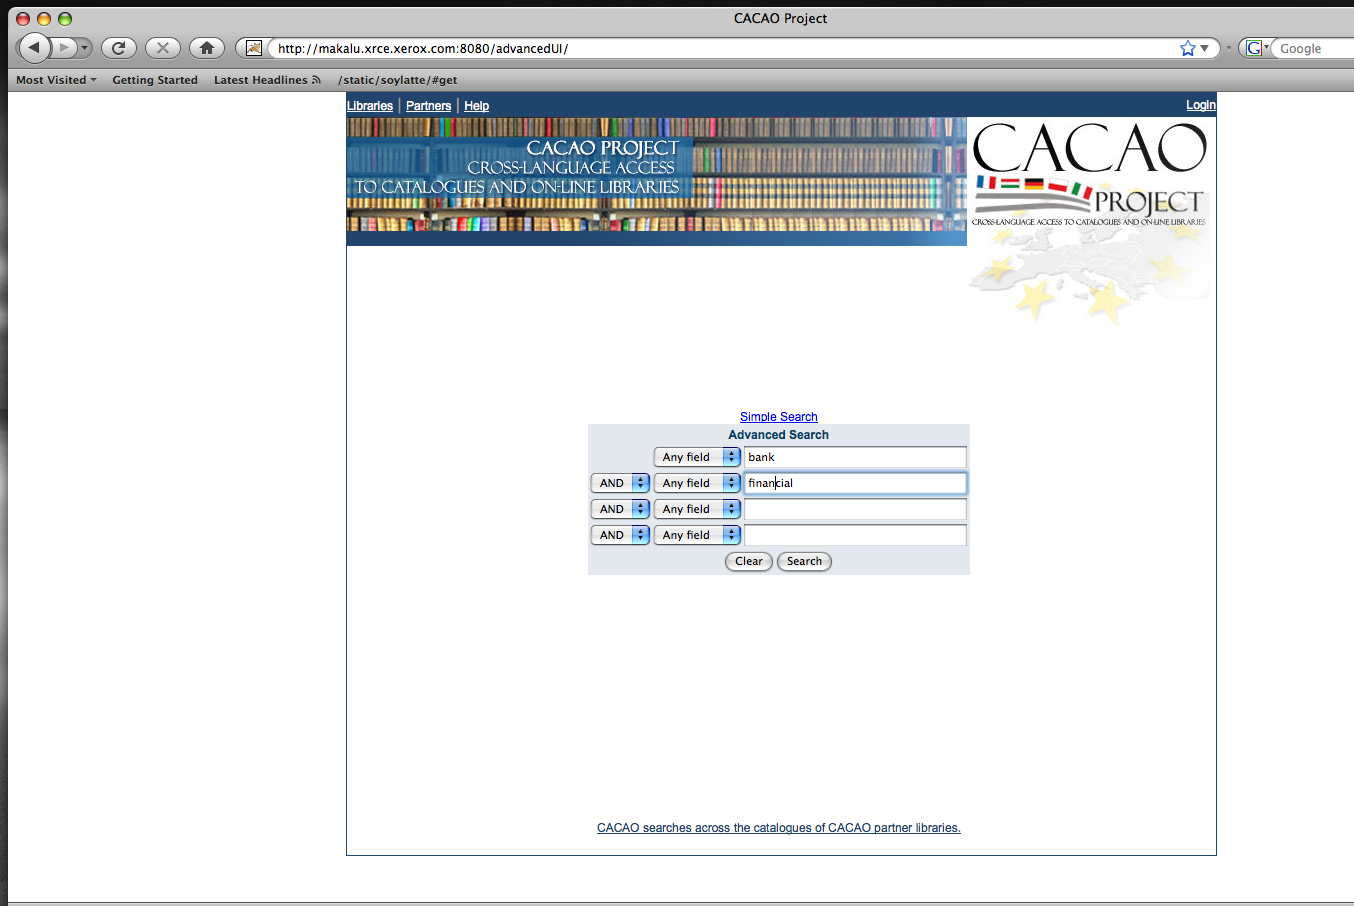 CACAO Project
http://makalu.xrce.xerox.com:8080/advancedUI/
Google
Most Visited Getting Started Latest Headlines /static/soylatte/#get
Libraries | Partners | Help
Login
CACAO PROJECT
CROSS-LANGUAGE ACCESS
TO CATALOGUES AND ON-LINE LIBRARIES
CACAO
PROJECT
CROSS-LANGUAGE ACCESS TO CATALOGUES AND ON-LINE LIBRARIES
Simple Search
Advanced Search
Any field bank
AND Any field financial
AND Any field
AND Any field
Clear Search
CACAO searches across the catalogues of CACAO partner libraries.